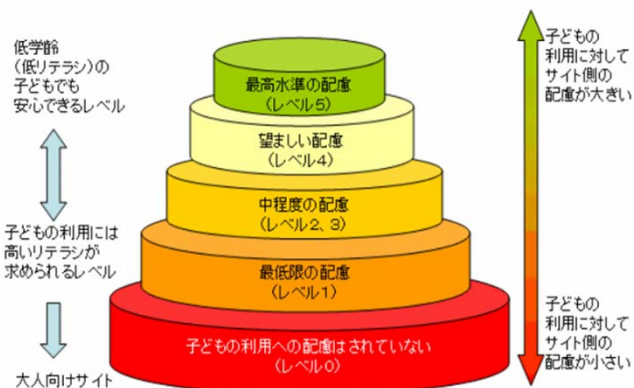 低学齢
(低リテラシ)の
子どもでも
安心できるレベル
子どもの利用には
高いリテラシが
求められるレベル
大人向けサイト
最高水準の配慮
(レベル5)
望ましい配慮
(レベル4)
中程度の配慮
(レベル2、3)
最低限の配慮
(レベル1)
子どもの利用への配慮はされていない
(レベル0)
子どもの
利用に対して
サイト側の
配慮が大きい
子どもの
利用に対して
サイト側の
配慮が小さい